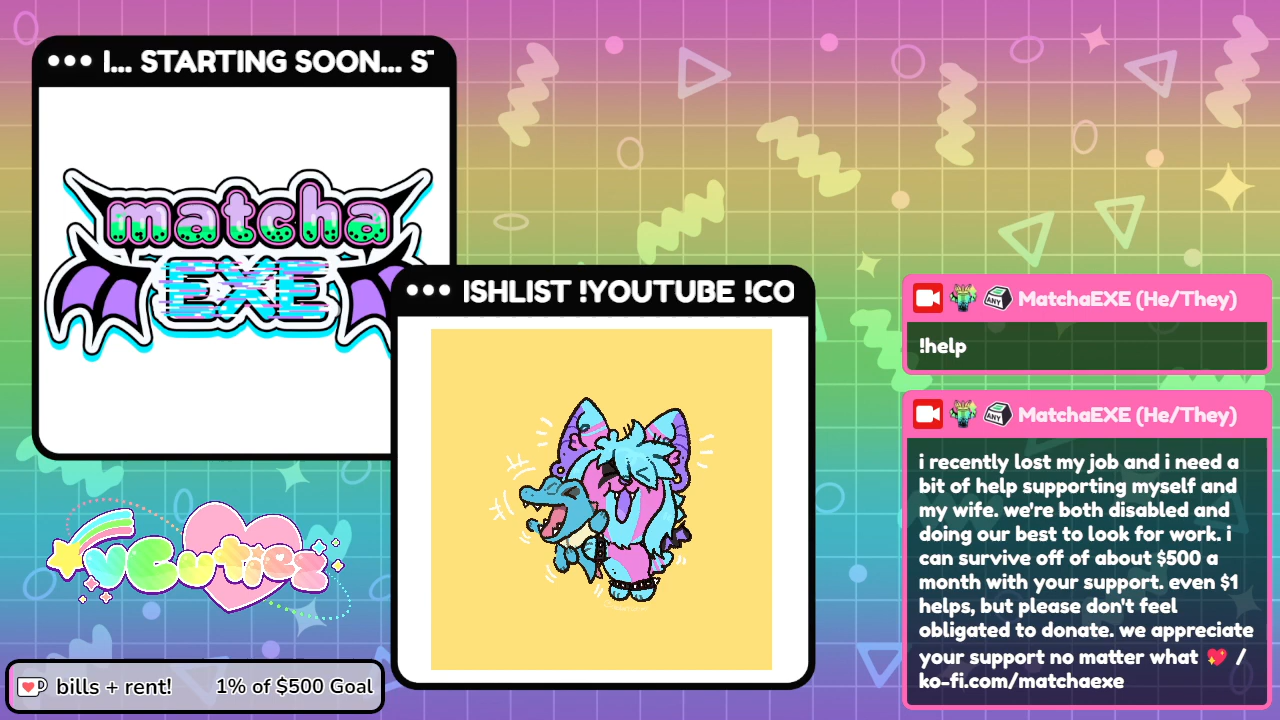 I... STARTING SOON... ST
matcha
EXE
ISHLIST !YOUTUBE !CO
vCutiez
bills + rent! 1% of $500 Goal
ANY MatchaEXE (He/They)
!help
ANY MatchaEXE (He/They)
i recently lost my job and i need a
bit of help supporting myself and
my wife. we're both disabled and
doing our best to look for work. i
can survive off of about $500 a
month with your support. even $1
helps, but please don't feel
obligated to donate. we appreciate
your support no matter what 💖 /
ko-fi.com/matchaexe